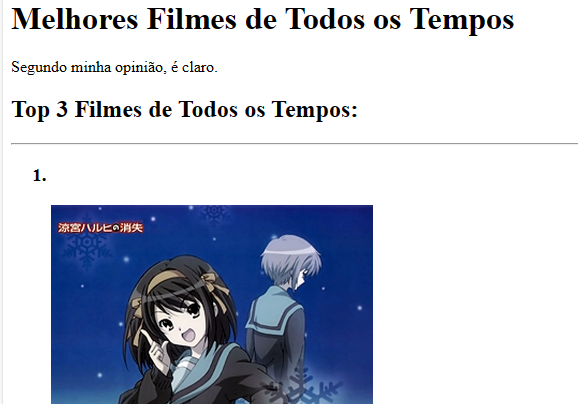 Melhores Filmes de Todos os Tempos
Segundo minha opinião, é claro.
Top 3 Filmes de Todos os Tempos:
1.
涼宮ハルヒの消失